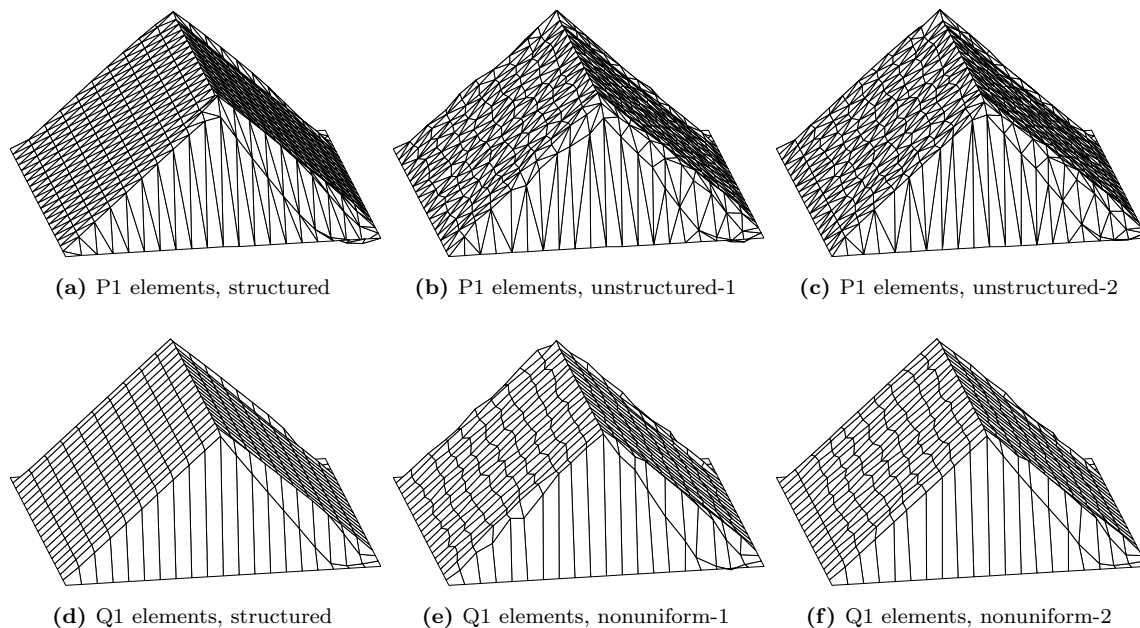 (a) P1 elements, structured
(b) P1 elements, unstructured-1
(c) P1 elements, unstructured-2
(d) Q1 elements, structured
(e) Q1 elements, nonuniform-1
(f) Q1 elements, nonuniform-2